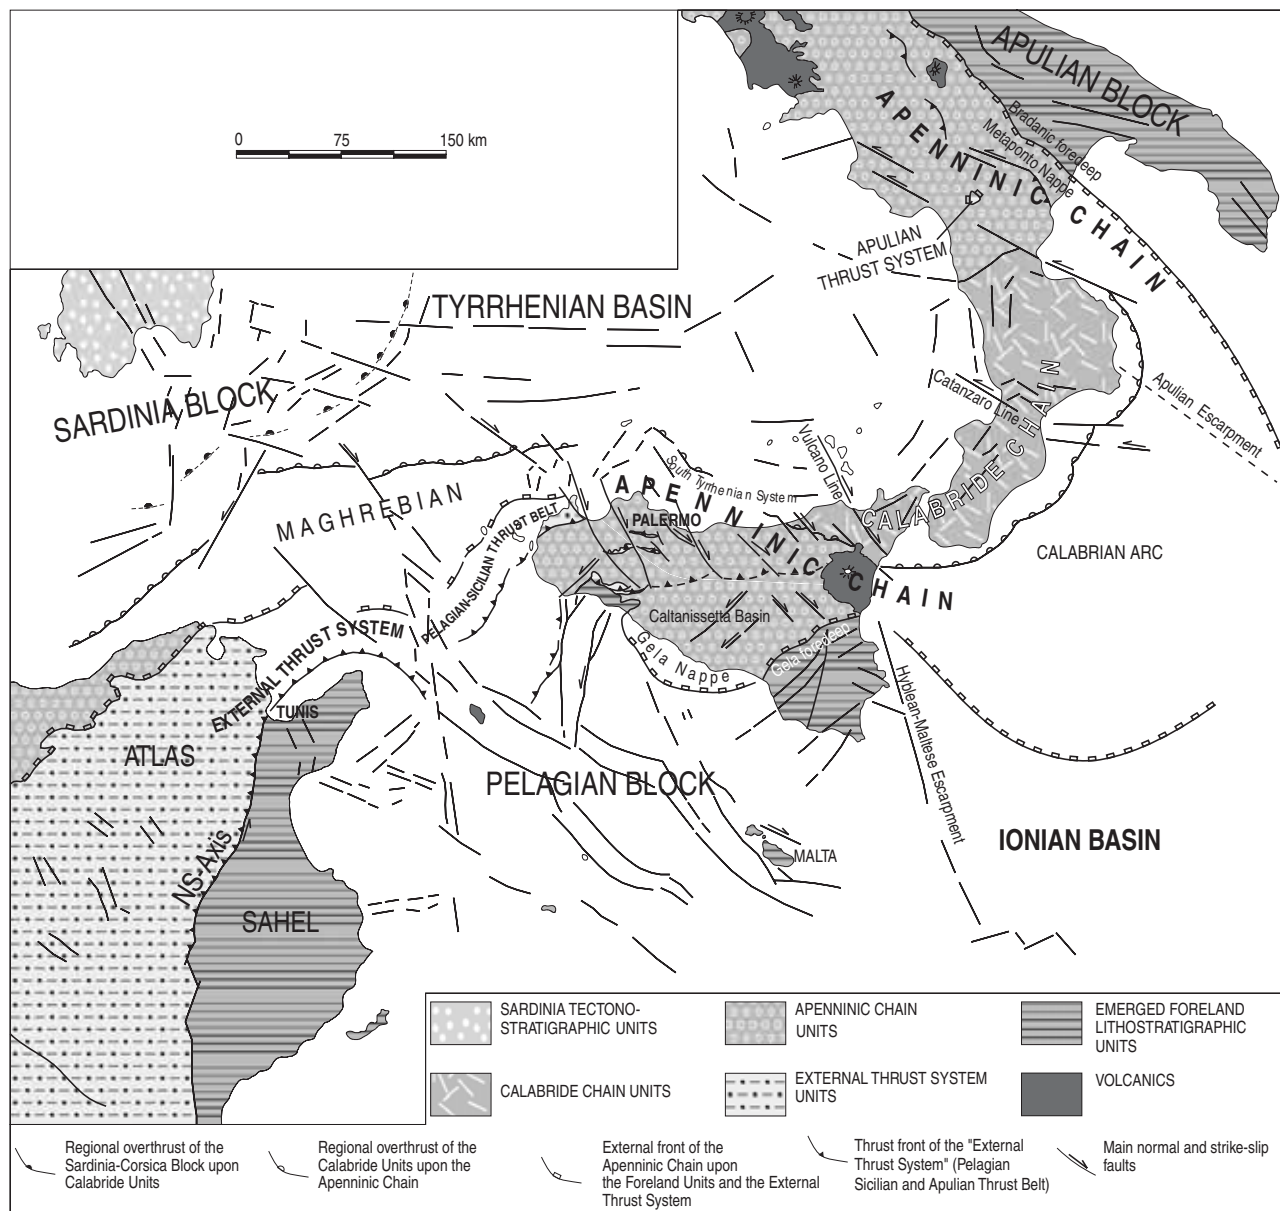 APULIAN BLOCK
0 75 150 km
APENNINIC CHAIN
Bradanic foredeep
Metaponto Nappe
APULIAN
THRUST SYSTEM
TYRRHENIAN BASIN
SARDINIA BLOCK
Catanzaro Line
Apulian Escarpment
CALABRIDE CHAIN
Vulcano Line
South Tyrrhenian System
MAGHREBIAN
APENNINIC CHAIN
PALERMO
PELAGIAN-SICILIAN THRUST BELT
CALABRIAN ARC
Caltanissetta Basin
EXTERNAL THRUST SYSTEM
Gela Nappe
Gela foredeep
Hyblean-Maltese Escarpment
TUNIS
ATLAS
PELAGIAN BLOCK
NS Axis
MALTA
IONIAN BASIN
SAHEL
SARDINIA TECTONO-
STRATIGRAPHIC UNITS
APENNINIC CHAIN
UNITS
EMERGED FORELAND
LITHOSTRATIGRAPHIC
UNITS
CALABRIDE CHAIN UNITS
EXTERNAL THRUST SYSTEM
UNITS
VOLCANICS
Regional overthrust of the
Sardinia-Corsica Block upon
Calabride Units
Regional overthrust of the
Calabride Units upon the
Apenninic Chain
External front of the
Apenninic Chain upon
the Foreland Units and the External
Thrust System
Thrust front of the "External
Thrust System" (Pelagian
Sicilian and Apulian Thrust Belt)
Main normal and strike-slip
faults